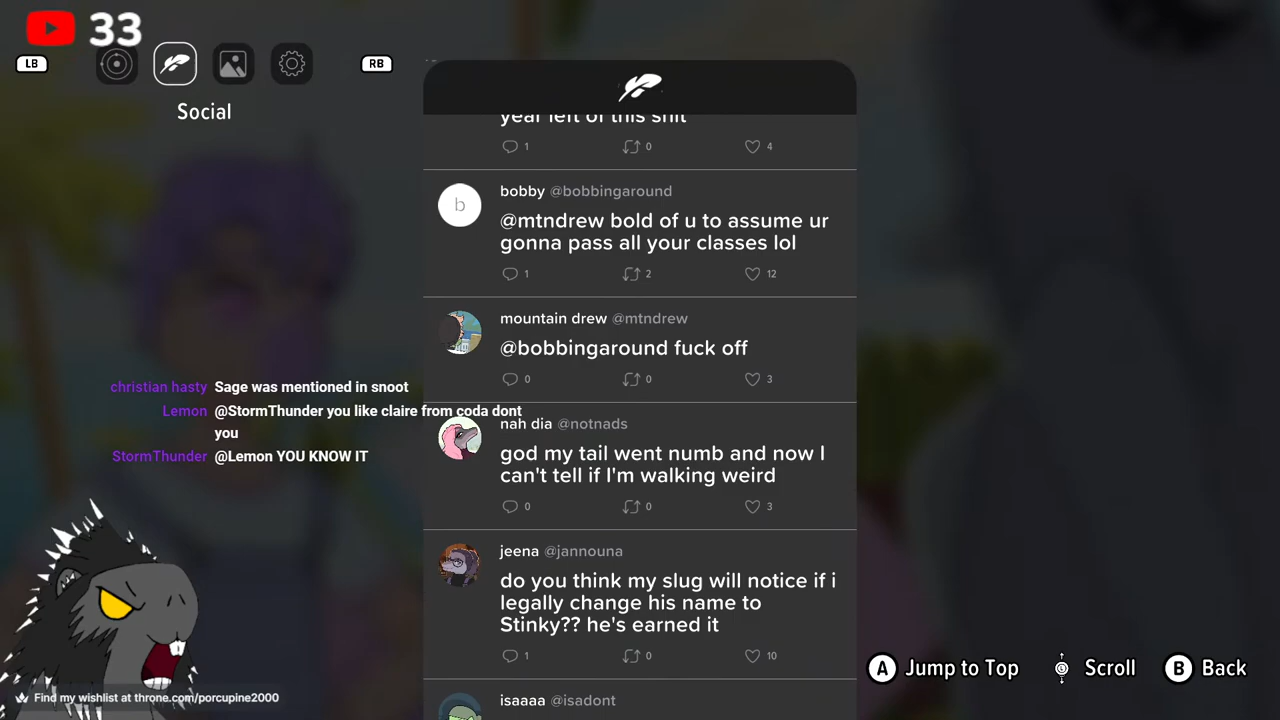 33
LB
RB
Social
year left of this shit
1 0 4
b
bobby @bobbingaround
@mtndrew bold of u to assume ur
gonna pass all your classes lol
1 2 12
mountain drew @mtndrew
@bobbingaround fuck off
0 0 3
nah dia @notnads
god my tail went numb and now I
can't tell if I'm walking weird
0 0 3
jeena @jannouna
do you think my slug will notice if i
legally change his name to
Stinky?? he's earned it
1 0 10
isaaaa @isadont
christian hasty Sage was mentioned in snoot
Lemon @StormThunder you like claire from coda dont
you
StormThunder @Lemon YOU KNOW IT
Find my wishlist at throne.com/porcupine2000
A Jump to Top
Scroll
B Back